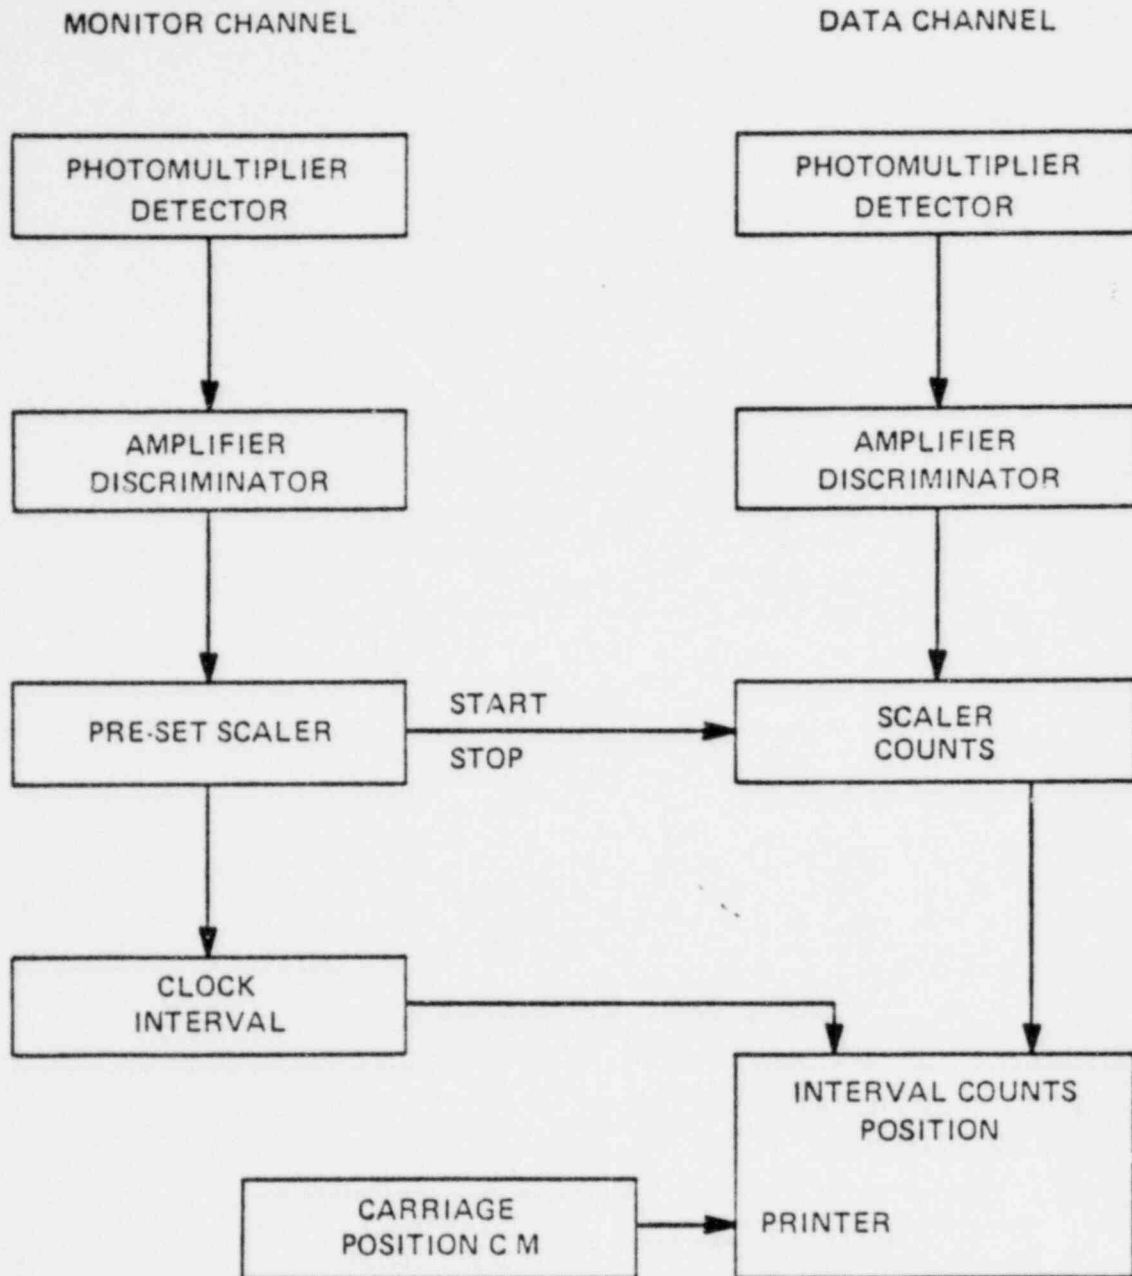 MONITOR CHANNEL
DATA CHANNEL
PHOTOMULTIPLIER
DETECTOR
PHOTOMULTIPLIER
DETECTOR
AMPLIFIER
DISCRIMINATOR
AMPLIFIER
DISCRIMINATOR
PRE-SET SCALER
START
STOP
SCALER
COUNTS
CLOCK
INTERVAL
INTERVAL COUNTS
POSITION
CARRIAGE
POSITION C M
PRINTER